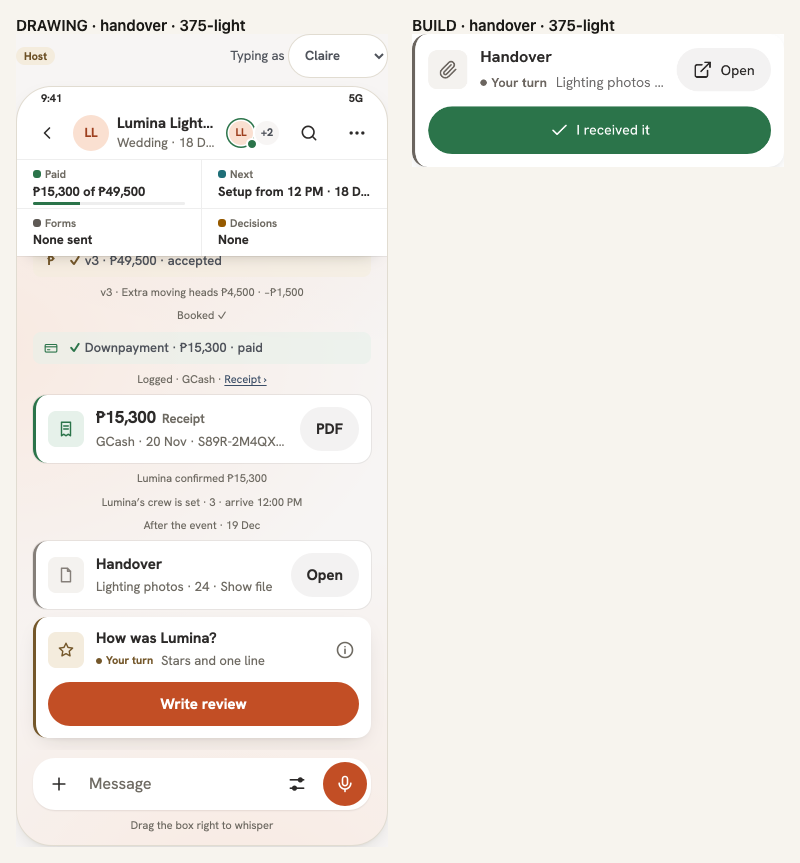 DRAWING · handover · 375-light
Host
Typing as Claire
9:41 5G
LL Lumina Light... LL +2
Wedding · 18 D...
Paid
₱15,300 of ₱49,500
Next
Setup from 12 PM · 18 D...
Forms
None sent
Decisions
None
₱ ✓ v3 · ₱49,500 · accepted
v3 · Extra moving heads ₱4,500 · −₱1,500
Booked ✓
✓ Downpayment · ₱15,300 · paid
Logged · GCash · Receipt ›
₱15,300 Receipt
GCash · 20 Nov · S89R-2M4QX...
PDF
Lumina confirmed ₱15,300
Lumina’s crew is set · 3 · arrive 12:00 PM
After the event · 19 Dec
Handover
Lighting photos · 24 · Show file
Open
How was Lumina?
Your turn Stars and one line
Write review
Message
Drag the box right to whisper
BUILD · handover · 375-light
Handover
Your turn Lighting photos ...
Open
I received it